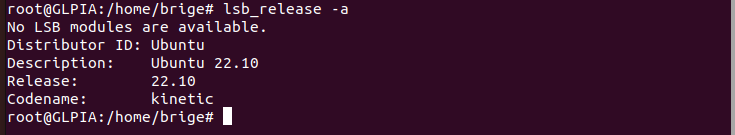 root@GLPIA:/home/brige# lsb_release -a
No LSB modules are available.
Distributor ID: Ubuntu
Description:    Ubuntu 22.10
Release:        22.10
Codename:       kinetic
root@GLPIA:/home/brige#